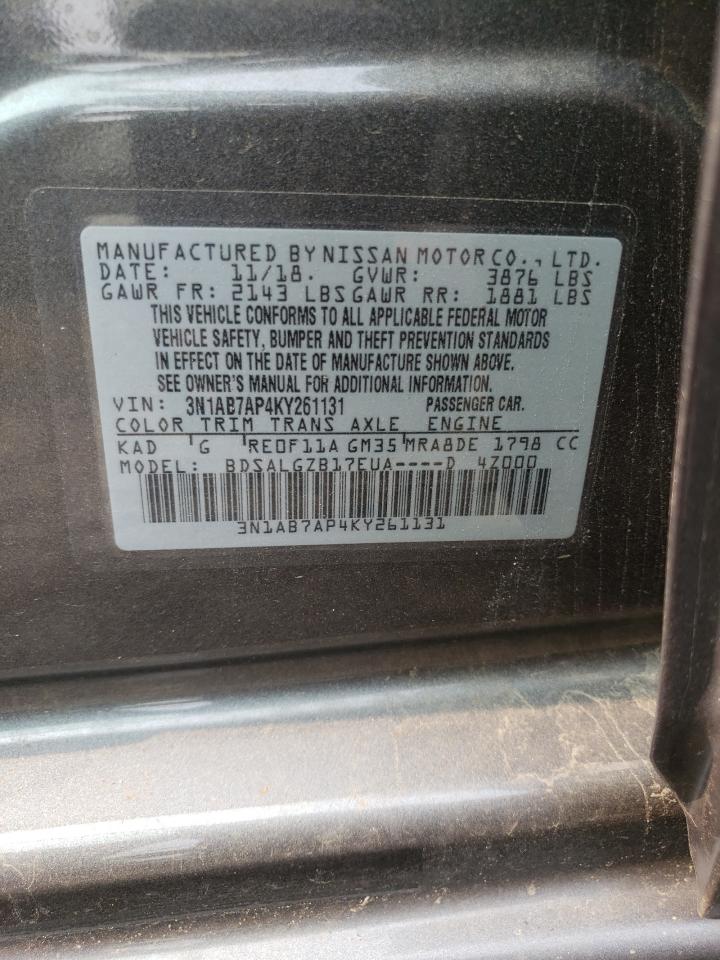 MANUFACTURED BY NISSAN MOTOR CO., LTD.
DATE: 11/18. GVWR: 3876 LBS
GAWR FR: 2143 LBS GAWR RR: 1881 LBS
THIS VEHICLE CONFORMS TO ALL APPLICABLE FEDERAL MOTOR
VEHICLE SAFETY, BUMPER AND THEFT PREVENTION STANDARDS
IN EFFECT ON THE DATE OF MANUFACTURE SHOWN ABOVE.
SEE OWNER'S MANUAL FOR ADDITIONAL INFORMATION.
VIN: 3N1AB7AP4KY261131 PASSENGER CAR.
COLOR TRIM TRANS AXLE ENGINE
KAD G RE0F11A GM35 MRA8DE 1798 CC
MODEL: BDSALGZB17EUA----D 4Z000
3N1AB7AP4KY261131